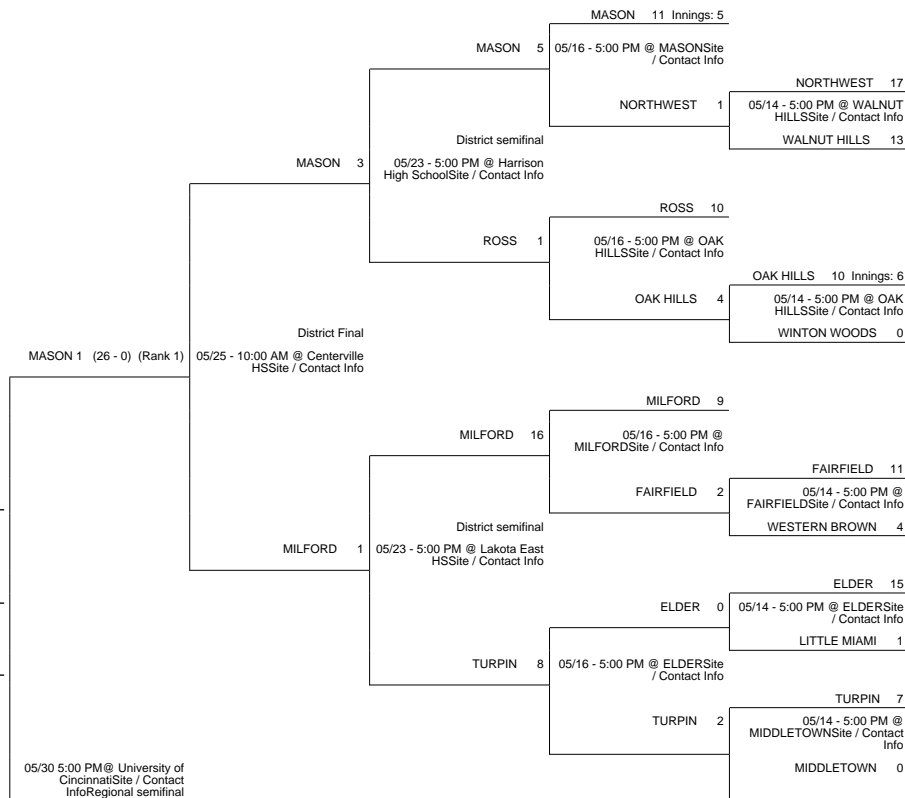 MASON 11 Innings: 5
MASON 5
05/16 - 5:00 PM @ MASONSite
/ Contact Info
NORTHWEST 17
NORTHWEST 1
05/14 - 5:00 PM @ WALNUT
HILLSSite / Contact Info
WALNUT HILLS 13
District semifinal
MASON 3
05/23 - 5:00 PM @ Harrison
High SchoolSite / Contact Info
ROSS 10
ROSS 1
05/16 - 5:00 PM @ OAK
HILLSSite / Contact Info
OAK HILLS 10 Innings: 6
OAK HILLS 4
05/14 - 5:00 PM @ OAK
HILLSSite / Contact Info
WINTON WOODS 0
District Final
MASON 1 (26 - 0) (Rank 1)
05/25 - 10:00 AM @ Centerville
HSSite / Contact Info
MILFORD 9
MILFORD 16
05/16 - 5:00 PM @
MILFORDSite / Contact Info
FAIRFIELD 11
FAIRFIELD 2
05/14 - 5:00 PM @
FAIRFIELDSite / Contact Info
WESTERN BROWN 4
District semifinal
MILFORD 1
05/23 - 5:00 PM @ Lakota East
HSSite / Contact Info
ELDER 15
ELDER 0
05/14 - 5:00 PM @ ELDERSite
/ Contact Info
LITTLE MIAMI 1
TURPIN 8
05/16 - 5:00 PM @ ELDERSite
/ Contact Info
TURPIN 7
TURPIN 2
05/14 - 5:00 PM @
MIDDLETOWNSite / Contact
Info
MIDDLETOWN 0
05/30 5:00 PM@ University of
CincinnatiSite / Contact
InfoRegional semifinal